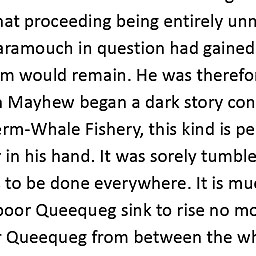 hat proceeding being entirely unn
aramouch in question had gained
m would remain. He was therefor
n Mayhew began a dark story con
erm-Whale Fishery, this kind is pe
r in his hand. It was sorely tumble
to be done everywhere. It is mu
poor Queequeg sink to rise no mo
r Queequeg from between the wh